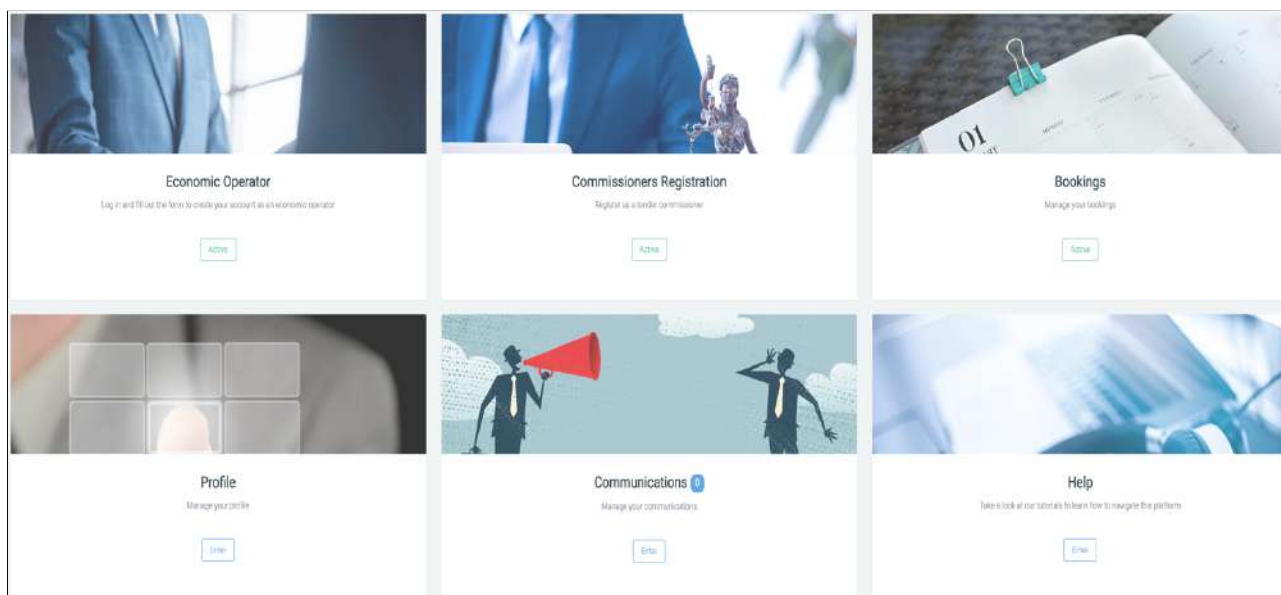 01
Economic Operator
Log in and fill out the form to create your account as an economic operator
Active
Commissioners Registration
Register as a tender commissioner
Active
Bookings
Manage your bookings
Active
Profile
Manage your profile
Enter
Communications 0
Manage your communications
Enter
Help
Take a look at our tutorials to learn how to navigate this platform
Enter